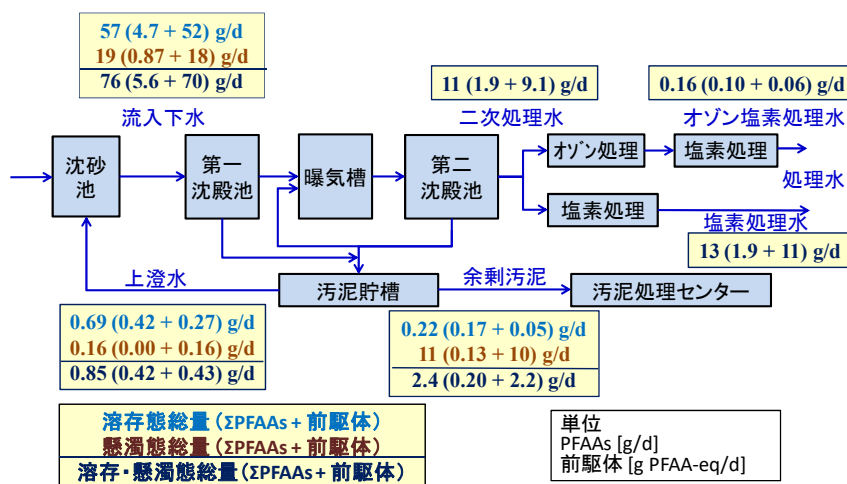 57 (4.7 + 52) g/d
19 (0.87 + 18) g/d
76 (5.6 + 70) g/d
11 (1.9 + 9.1) g/d
0.16 (0.10 + 0.06) g/d
流入下水
二次処理水
オゾン塩素処理水
沈砂
池
第一
沈殿池
曝気槽
第二
沈殿池
オゾン処理
塩素処理
処理水
塩素処理
塩素処理水
13 (1.9 + 11) g/d
上澄水
汚泥貯槽
余剰汚泥
汚泥処理センター
0.69 (0.42 + 0.27) g/d
0.16 (0.00 + 0.16) g/d
0.85 (0.42 + 0.43) g/d
0.22 (0.17 + 0.05) g/d
11 (0.13 + 10) g/d
2.4 (0.20 + 2.2) g/d
溶存態総量 (ΣPFAAs + 前駆体)
懸濁態総量 (ΣPFAAs + 前駆体)
溶存・懸濁態総量 (ΣPFAAs + 前駆体)
単位
PFAAs [g/d]
前駆体 [g PFAA-eq/d]